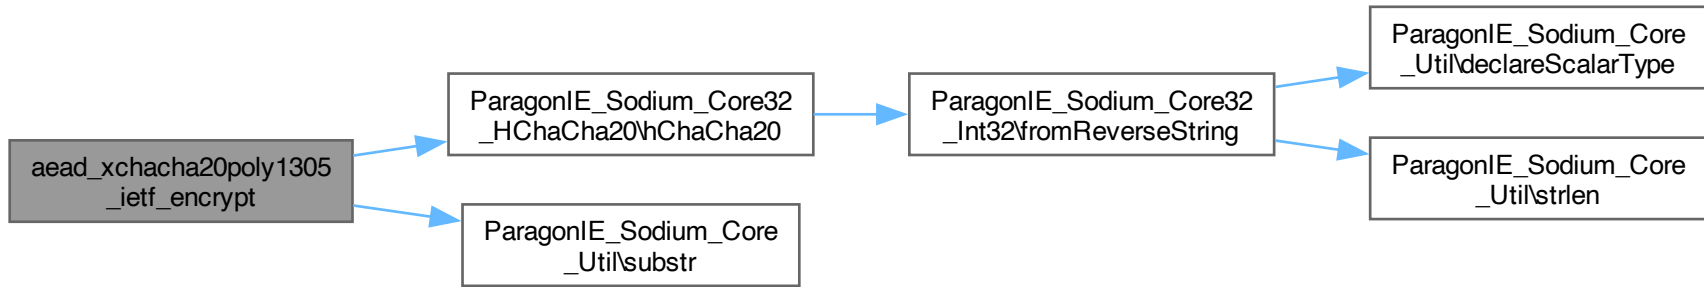 aead_xchacha20poly1305
_ietf_encrypt
ParagonIE_Sodium_Core32
_HChaCha20\hChaCha20
ParagonIE_Sodium_Core
_Util\substr
ParagonIE_Sodium_Core32
_Int32\fromReverseString
ParagonIE_Sodium_Core
_Util\declareScalarType
ParagonIE_Sodium_Core
_Util\strlen